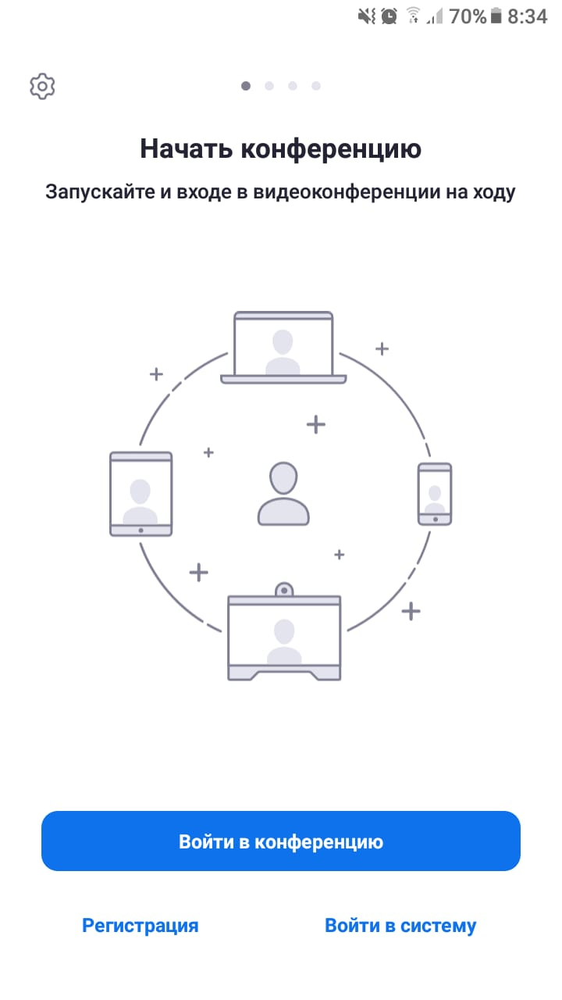 70% 8:34
Начать конференцию
Запускайте и входе в видеоконференции на ходу
Войти в конференцию
Регистрация Войти в систему